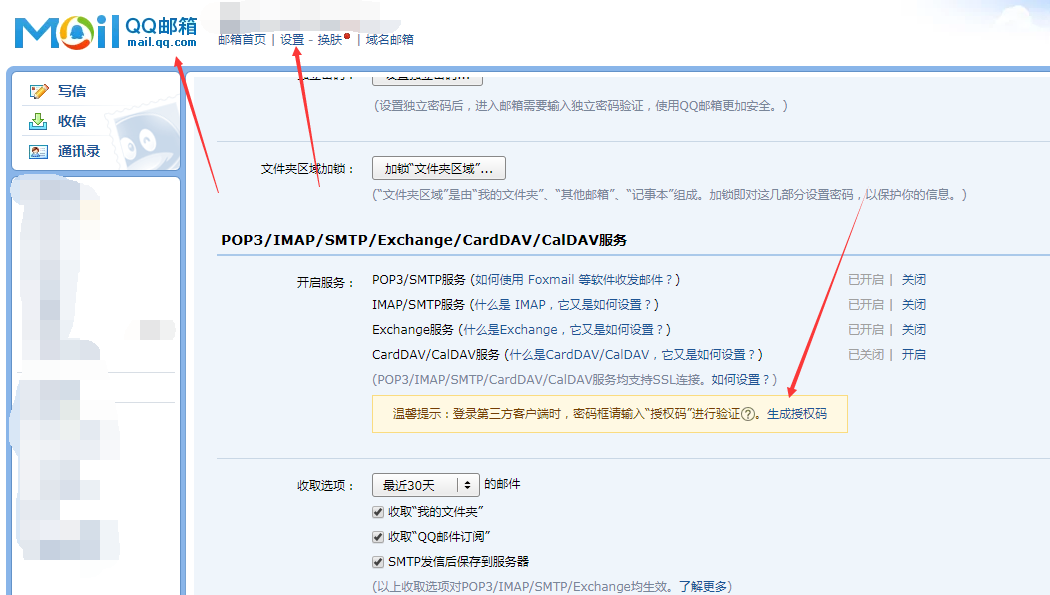 MOil QQ邮箱
mail.qq.com
邮箱首页 | 设置 - 换肤 | 域名邮箱
写信
收信
通讯录
(设置独立密码后，进入邮箱需要输入独立密码验证，使用QQ邮箱更加安全。)
文件夹区域加锁： 加锁“文件夹区域”...
(“文件夹区域”是由“我的文件夹”、“其他邮箱”、“记事本”组成。加锁即对这几部分设置密码，以保护你的信息。)
POP3/IMAP/SMTP/Exchange/CardDAV/CalDAV服务
开启服务： POP3/SMTP服务 (如何使用 Foxmail 等软件收发邮件？) 已开启 | 关闭
IMAP/SMTP服务 (什么是 IMAP，它又是如何设置？) 已开启 | 关闭
Exchange服务 (什么是Exchange，它又是如何设置？) 已开启 | 关闭
CardDAV/CalDAV服务 (什么是CardDAV/CalDAV，它又是如何设置？) 已关闭 | 开启
(POP3/IMAP/SMTP/CardDAV/CalDAV服务均支持SSL连接。如何设置？)
温馨提示：登录第三方客户端时，密码框请输入“授权码”进行验证?。生成授权码
收取选项： 最近30天 的邮件
收取“我的文件夹”
收取“QQ邮件订阅”
SMTP发信后保存到服务器
(以上收取选项对POP3/IMAP/SMTP/Exchange均生效。了解更多)